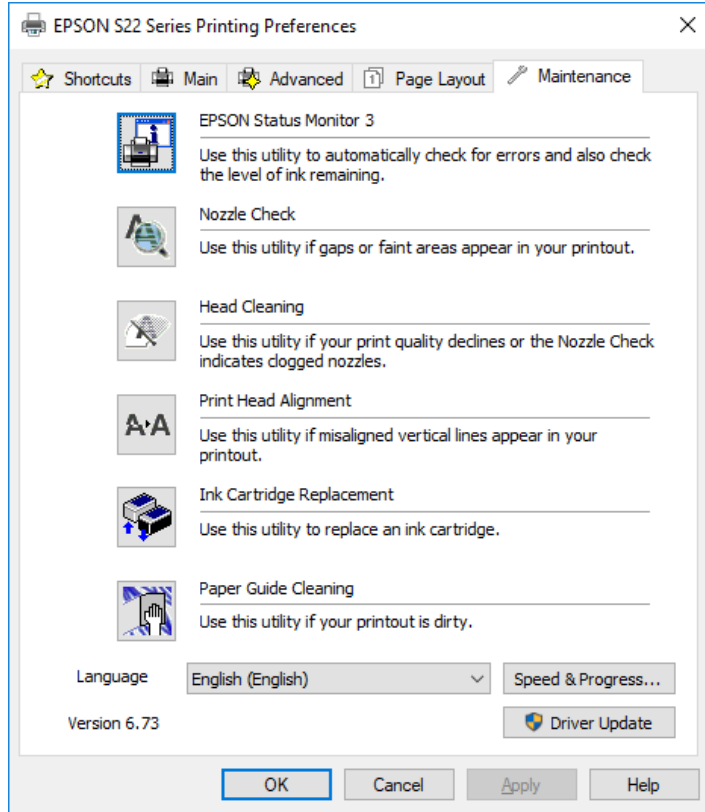 EPSON S22 Series Printing Preferences
Shortcuts
Main
Advanced
Page Layout
Maintenance
EPSON Status Monitor 3
Use this utility to automatically check for errors and also check
the level of ink remaining.
Nozzle Check
Use this utility if gaps or faint areas appear in your printout.
Head Cleaning
Use this utility if your print quality declines or the Nozzle Check
indicates clogged nozzles.
Print Head Alignment
Use this utility if misaligned vertical lines appear in your
printout.
Ink Cartridge Replacement
Use this utility to replace an ink cartridge.
Paper Guide Cleaning
Use this utility if your printout is dirty.
Language
English (English)
Speed & Progress...
Version 6.73
Driver Update
OK
Cancel
Apply
Help